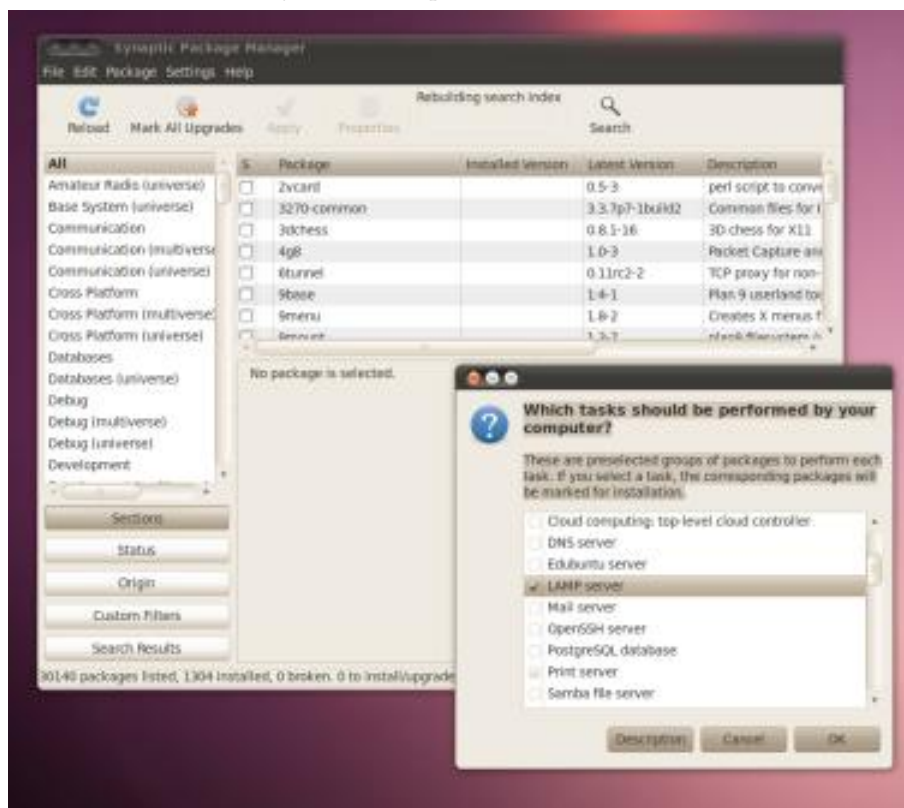 Synaptic Package Manager
File Edit Package Settings Help
Rebuilding search index
Reload Mark All Upgrades Apply Properties Search
All
Amateur Radio (universe)
Base System (universe)
Communication
Communication (multiverse
Communication (universe)
Cross Platform
Cross Platform (multiverse
Cross Platform (universe)
Databases
Databases (universe)
Debug
Debug (multiverse)
Debug (universe)
Development
Sections
Status
Origin
Custom Filters
Search Results
S Package Installed Version Latest Version Description
2vcard 0.5-3 perl script to conve
3270-common 3.3.7p7-1build2 Common files for I
3dchess 0.8.1-16 3D chess for X11
4g8 1.0-3 Packet Capture and
6tunnel 0.11rc2-2 TCP proxy for non-
9base 1:4-1 Plan 9 userland too
9menu 1.8-2 Creates X menus f
9mount 1.3-7 plan9 filesystem
No package is selected.
30140 packages listed, 1304 installed, 0 broken. 0 to install/upgrade
Which tasks should be performed by your
computer?
These are preselected groups of packages to perform each
task. If you select a task, the corresponding packages will
be marked for installation.
Cloud computing: top-level cloud controller
DNS server
Edubuntu server
LAMP server
Mail server
OpenSSH server
PostgreSQL database
Print server
Samba file server
Description Cancel OK